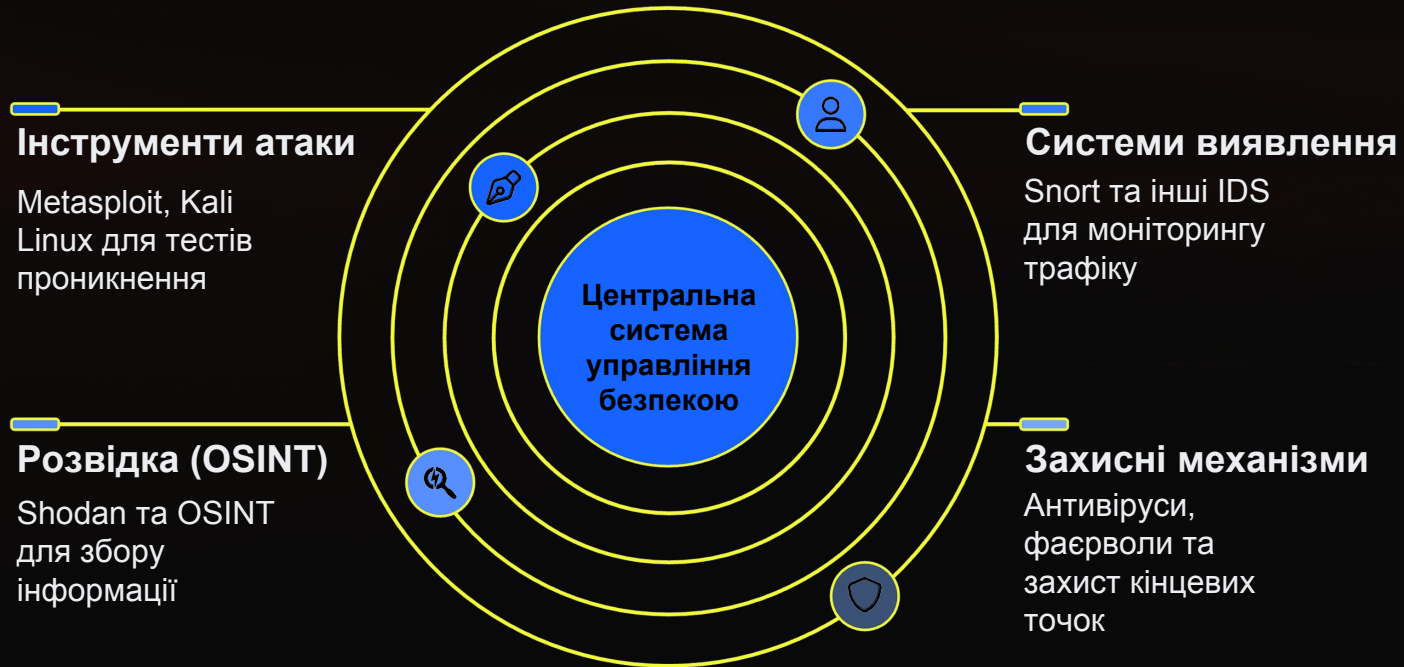 Інструменти атаки
Metasploit, Kali
Linux для тестів
проникнення
Системи виявлення
Snort та інші IDS
для моніторингу
трафіку
Центральна
система
управління
безпекою
Розвідка (OSINT)
Shodan та OSINT
для збору
інформації
Захисні механізми
Антивіруси,
фаєрволи та
захист кінцевих
точок